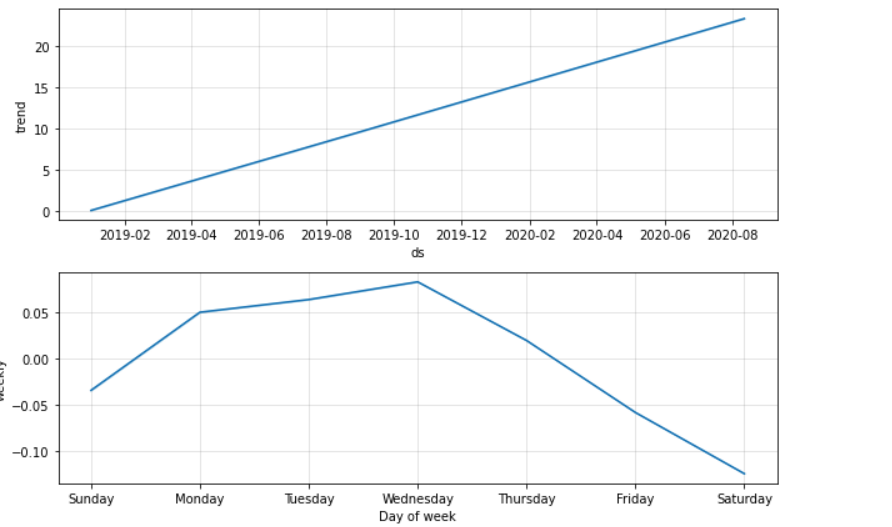 20
15
10
5
0
trend
2019-02 2019-04 2019-06 2019-08 2019-10 2019-12 2020-02 2020-04 2020-06 2020-08
ds
0.05
0.00
−0.05
−0.10
weekly
Sunday Monday Tuesday Wednesday Thursday Friday Saturday
Day of week